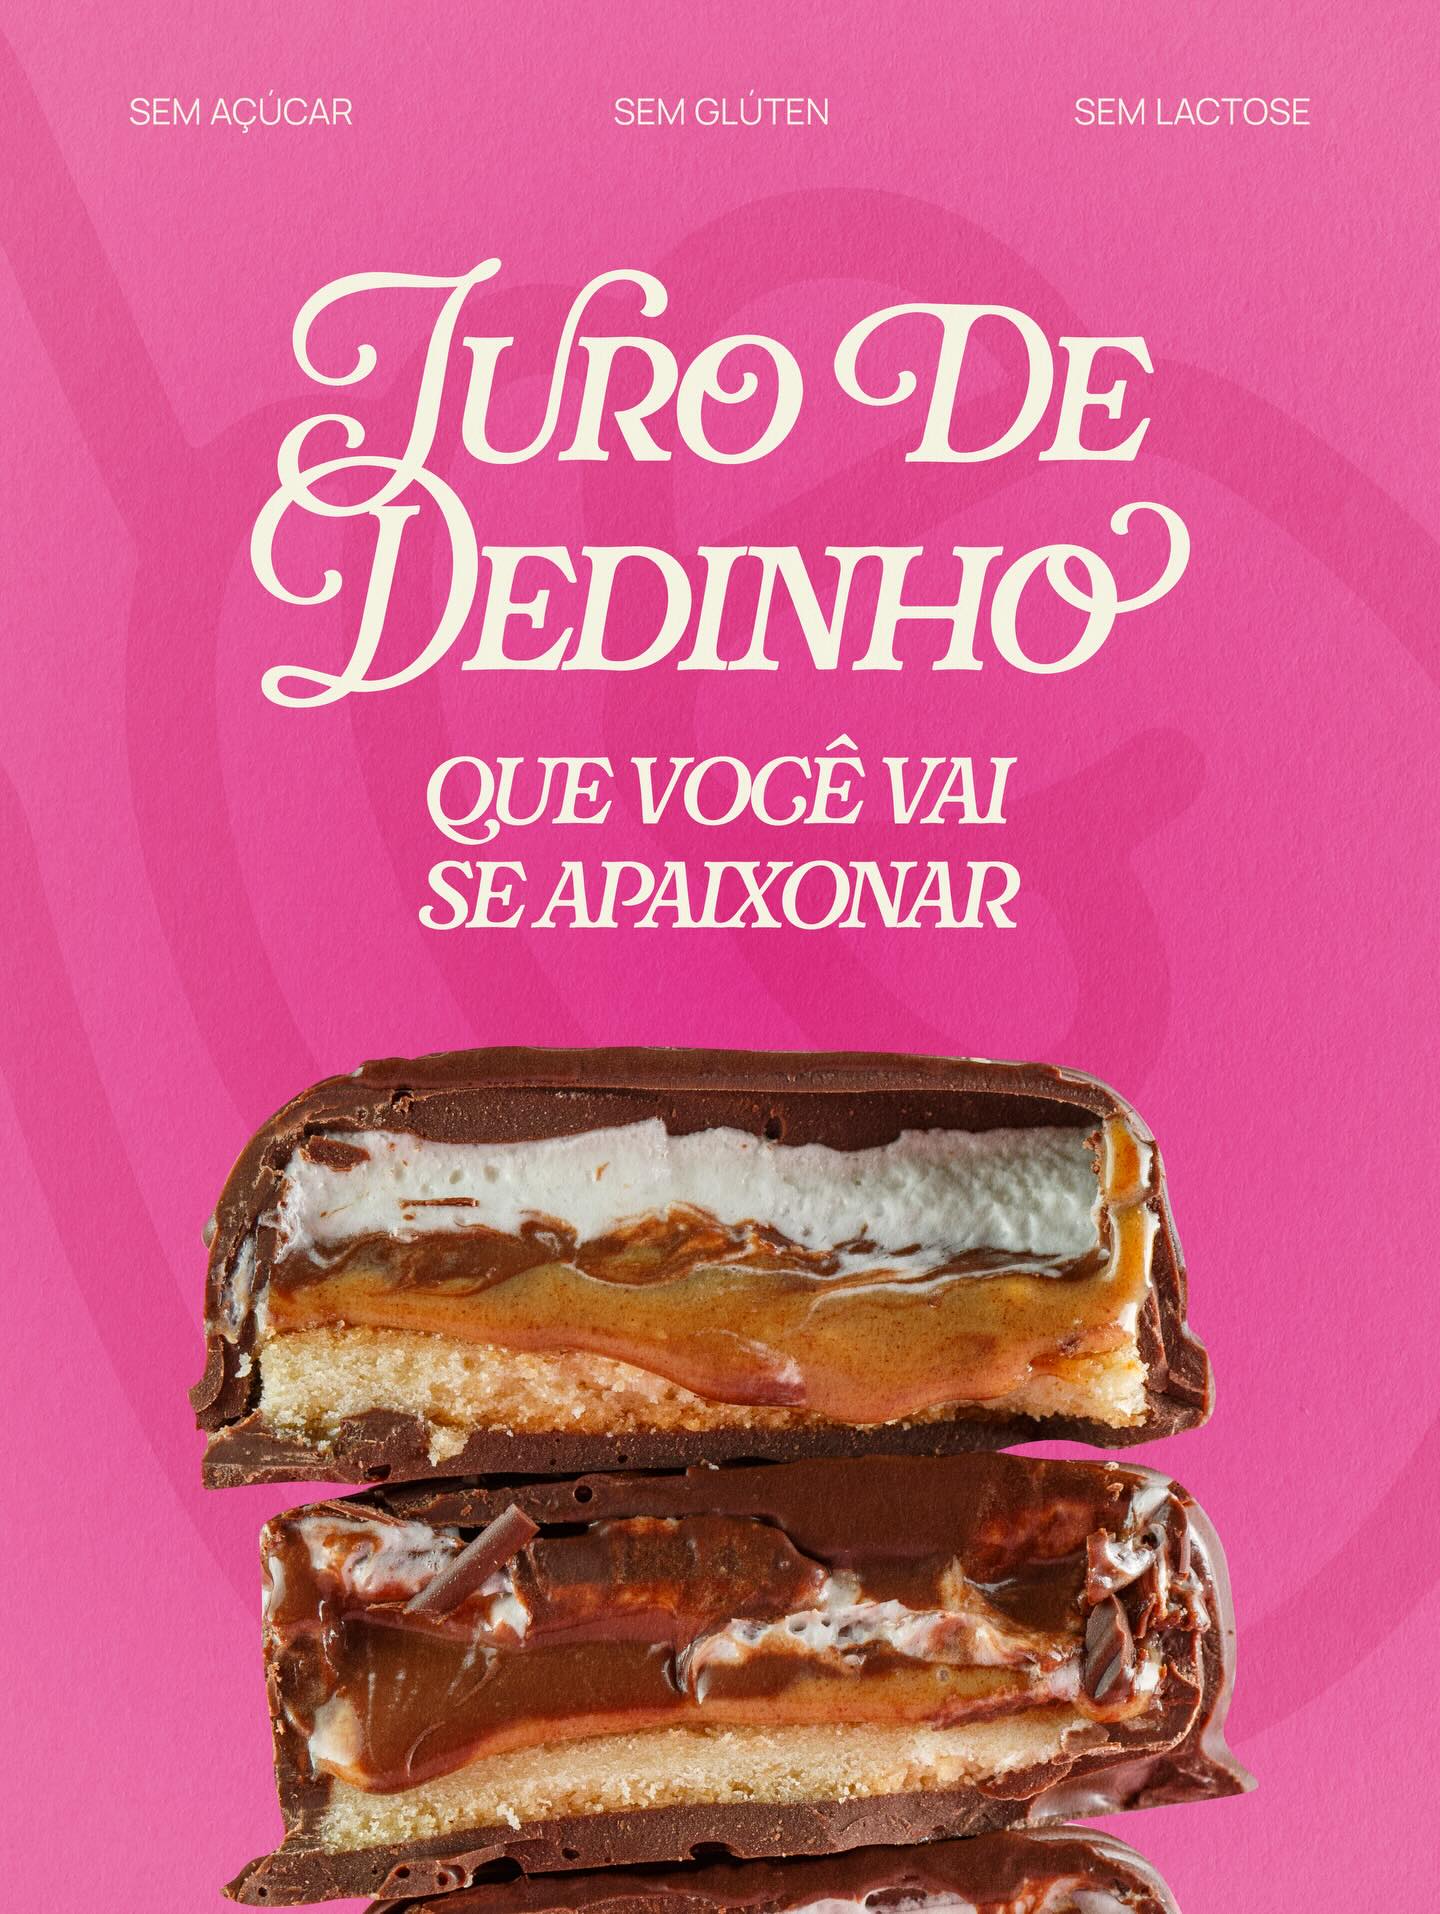 SEM AÇÚCAR
SEM GLÚTEN
SEM LACTOSE
JURO DE
DEDINHO
QUE VOCÊ VAI
SE APAIXONAR